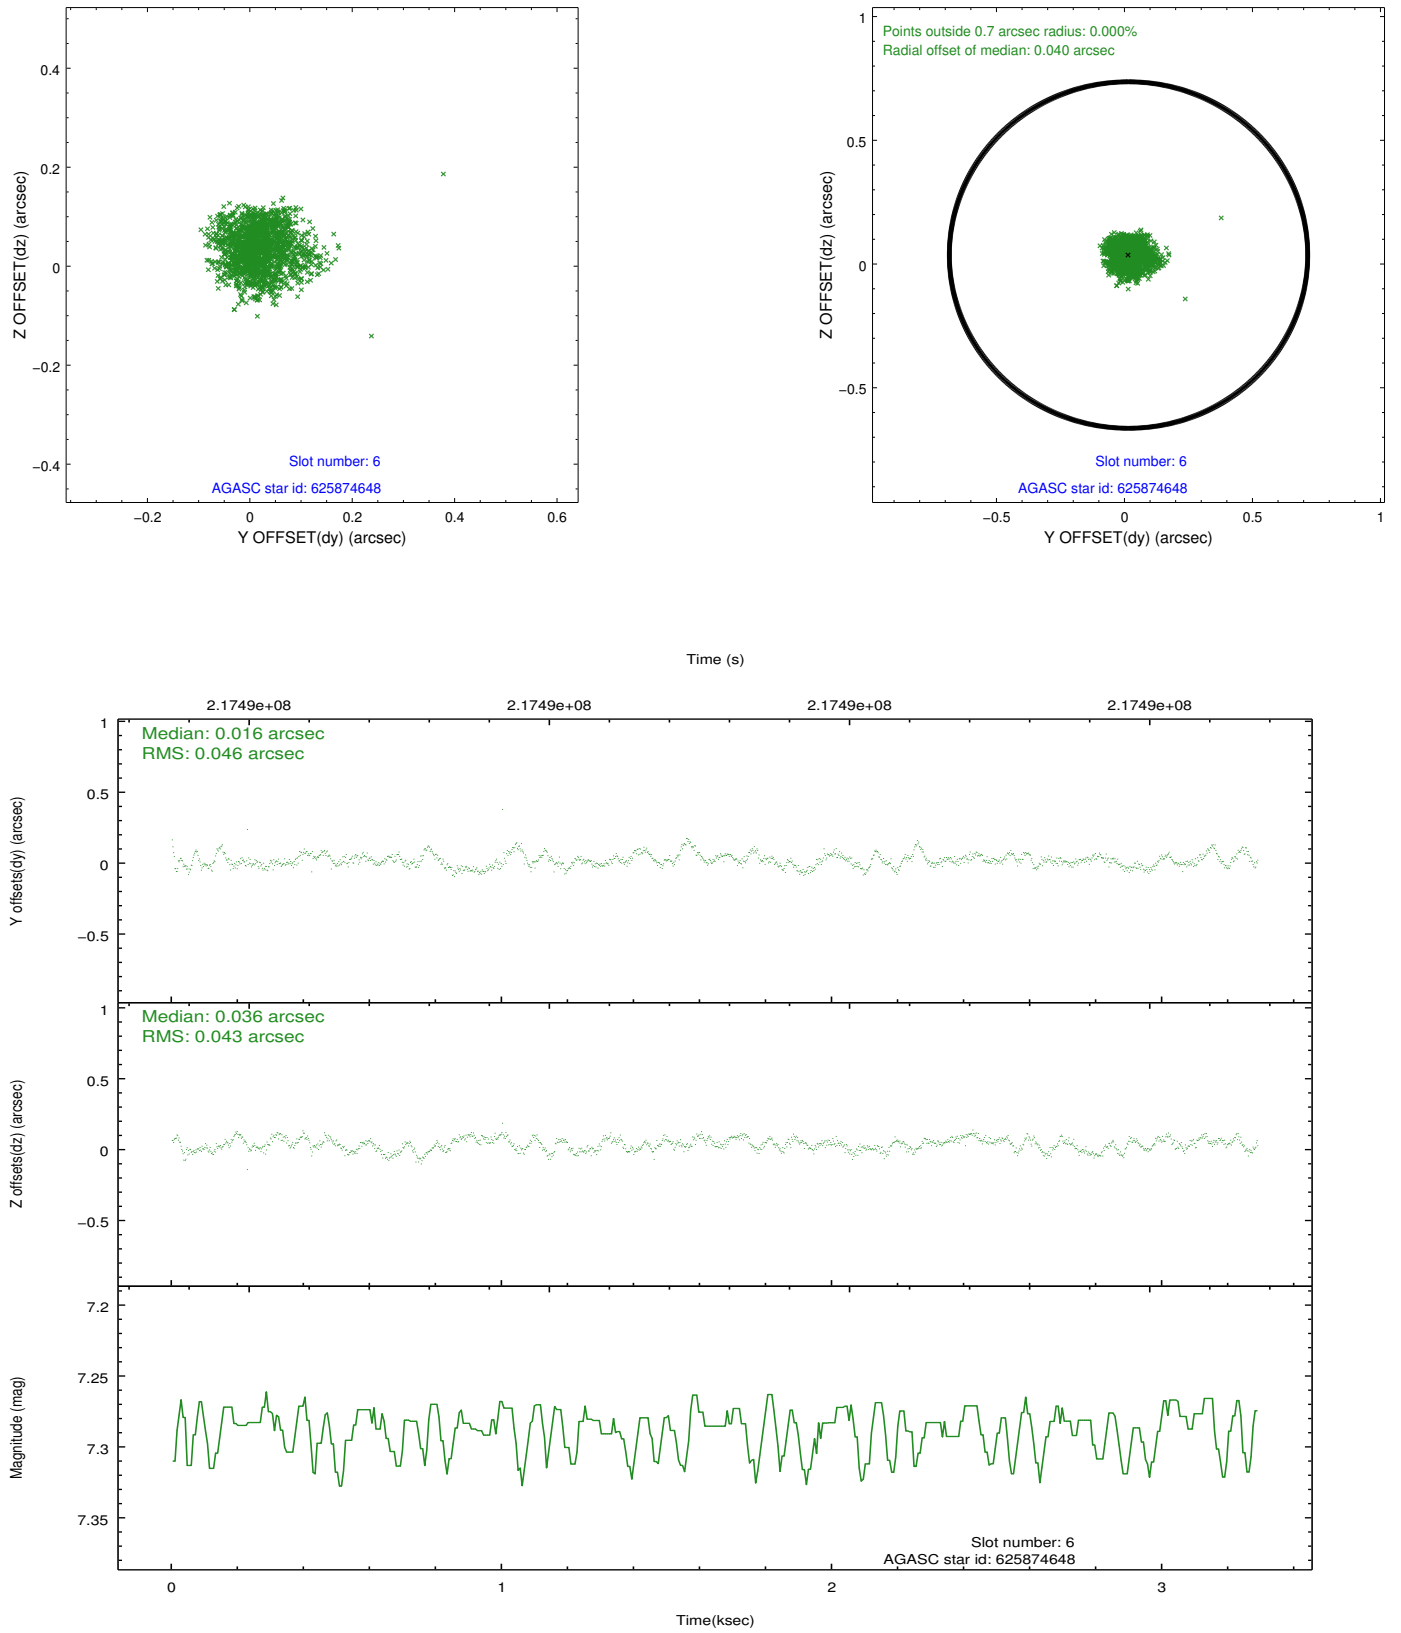 0.4
0.2
0
−0.2
−0.4
Z OFFSET(dz) (arcsec)
Slot number: 6
AGASC star id: 625874648
−0.2 0 0.2 0.4 0.6
Y OFFSET(dy) (arcsec)
Points outside 0.7 arcsec radius: 0.000%
Radial offset of median: 0.040 arcsec
1
0.5
0
−0.5
Z OFFSET(dz) (arcsec)
Slot number: 6
AGASC star id: 625874648
−0.5 0 0.5 1
Y OFFSET(dy) (arcsec)
Time (s)
2.1749e+08 2.1749e+08 2.1749e+08 2.1749e+08
Median: 0.016 arcsec
RMS: 0.046 arcsec
1
0.5
0
−0.5
Y offsets(dy) (arcsec)
Median: 0.036 arcsec
RMS: 0.043 arcsec
1
0.5
0
−0.5
Z offsets(dz) (arcsec)
7.2
7.25
7.3
7.35
Magnitude (mag)
Slot number: 6
AGASC star id: 625874648
0 1 2 3
Time(ksec)